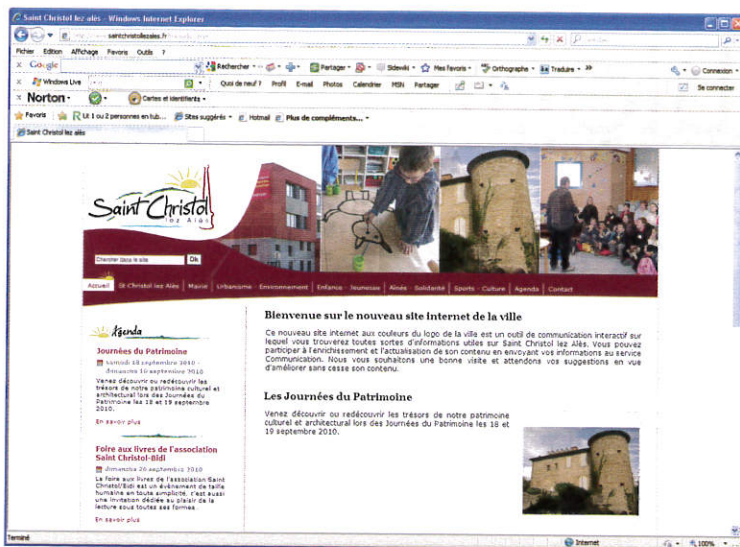 Saint Christol lez alès - Windows Internet Explorer
saintchristollezales.fr
Fichier Edition Affichage Favoris Outils ?
x Google Rechercher Partager Sidewiki Mes favoris Orthographe Traduire Connexion
x Windows Live Quoi de neuf ? Profil E-mail Photos Calendrier MSN Partager Se connecter
x Norton Cartes et identifiants
Favoris Lit 1 ou 2 personnes en tub... Sites suggérés Hotmail Plus de compléments...
Saint Christol lez alès
Saint Christol
lez Alès
Chercher dans le site Ok
Accueil St Christol lez Alès Mairie Urbanisme - Environnement Enfance - Jeunesse Aînés - Solidarité Sports - Culture Agenda Contact
Agenda
Journées du Patrimoine
samedi 18 septembre 2010 -
dimanche 19 septembre 2010
Venez découvrir ou redécouvrir les
trésors de notre patrimoine culturel et
architectural lors des Journées du
Patrimoine les 18 et 19 septembre
2010.
En savoir plus
Foire aux livres de l'association
Saint Christol-Bidi
dimanche 26 septembre 2010
La foire aux livres de l'association Saint
Christol/Bidi est un évènement de taille
humaine en toute simplicité, c'est aussi
une invitation dédiée au plaisir de la
lecture sous toutes ses formes.
En savoir plus
Bienvenue sur le nouveau site internet de la ville
Ce nouveau site internet aux couleurs du logo de la ville est un outil de communication interactif sur
lequel vous trouverez toutes sortes d'informations utiles sur Saint Christol lez Alès. Vous pouvez
participer à l'enrichissement et l'actualisation de son contenu en envoyant vos informations au service
Communication. Nous vous souhaitons une bonne visite et attendons vos suggestions en vue
d'améliorer sans cesse son contenu.
Les Journées du Patrimoine
Venez découvrir ou redécouvrir les trésors de notre patrimoine
culturel et architectural lors des Journées du Patrimoine les 18 et
19 septembre 2010.
Terminé Internet 100%